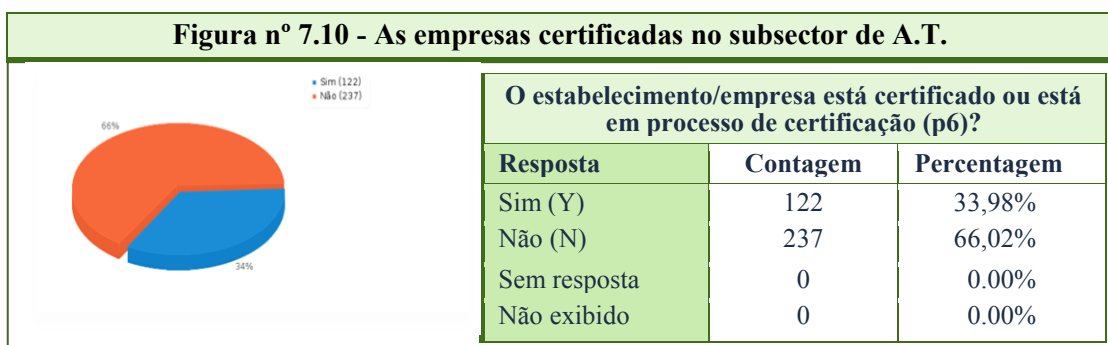 Figura nº 7.10 - As empresas certificadas no subsector de A.T.
Sim (122)
Não (237)
66%
34%
O estabelecimento/empresa está certificado ou está
em processo de certificação (p6)?
Resposta Contagem Percentagem
Sim (Y) 122 33,98%
Não (N) 237 66,02%
Sem resposta 0 0.00%
Não exibido 0 0.00%